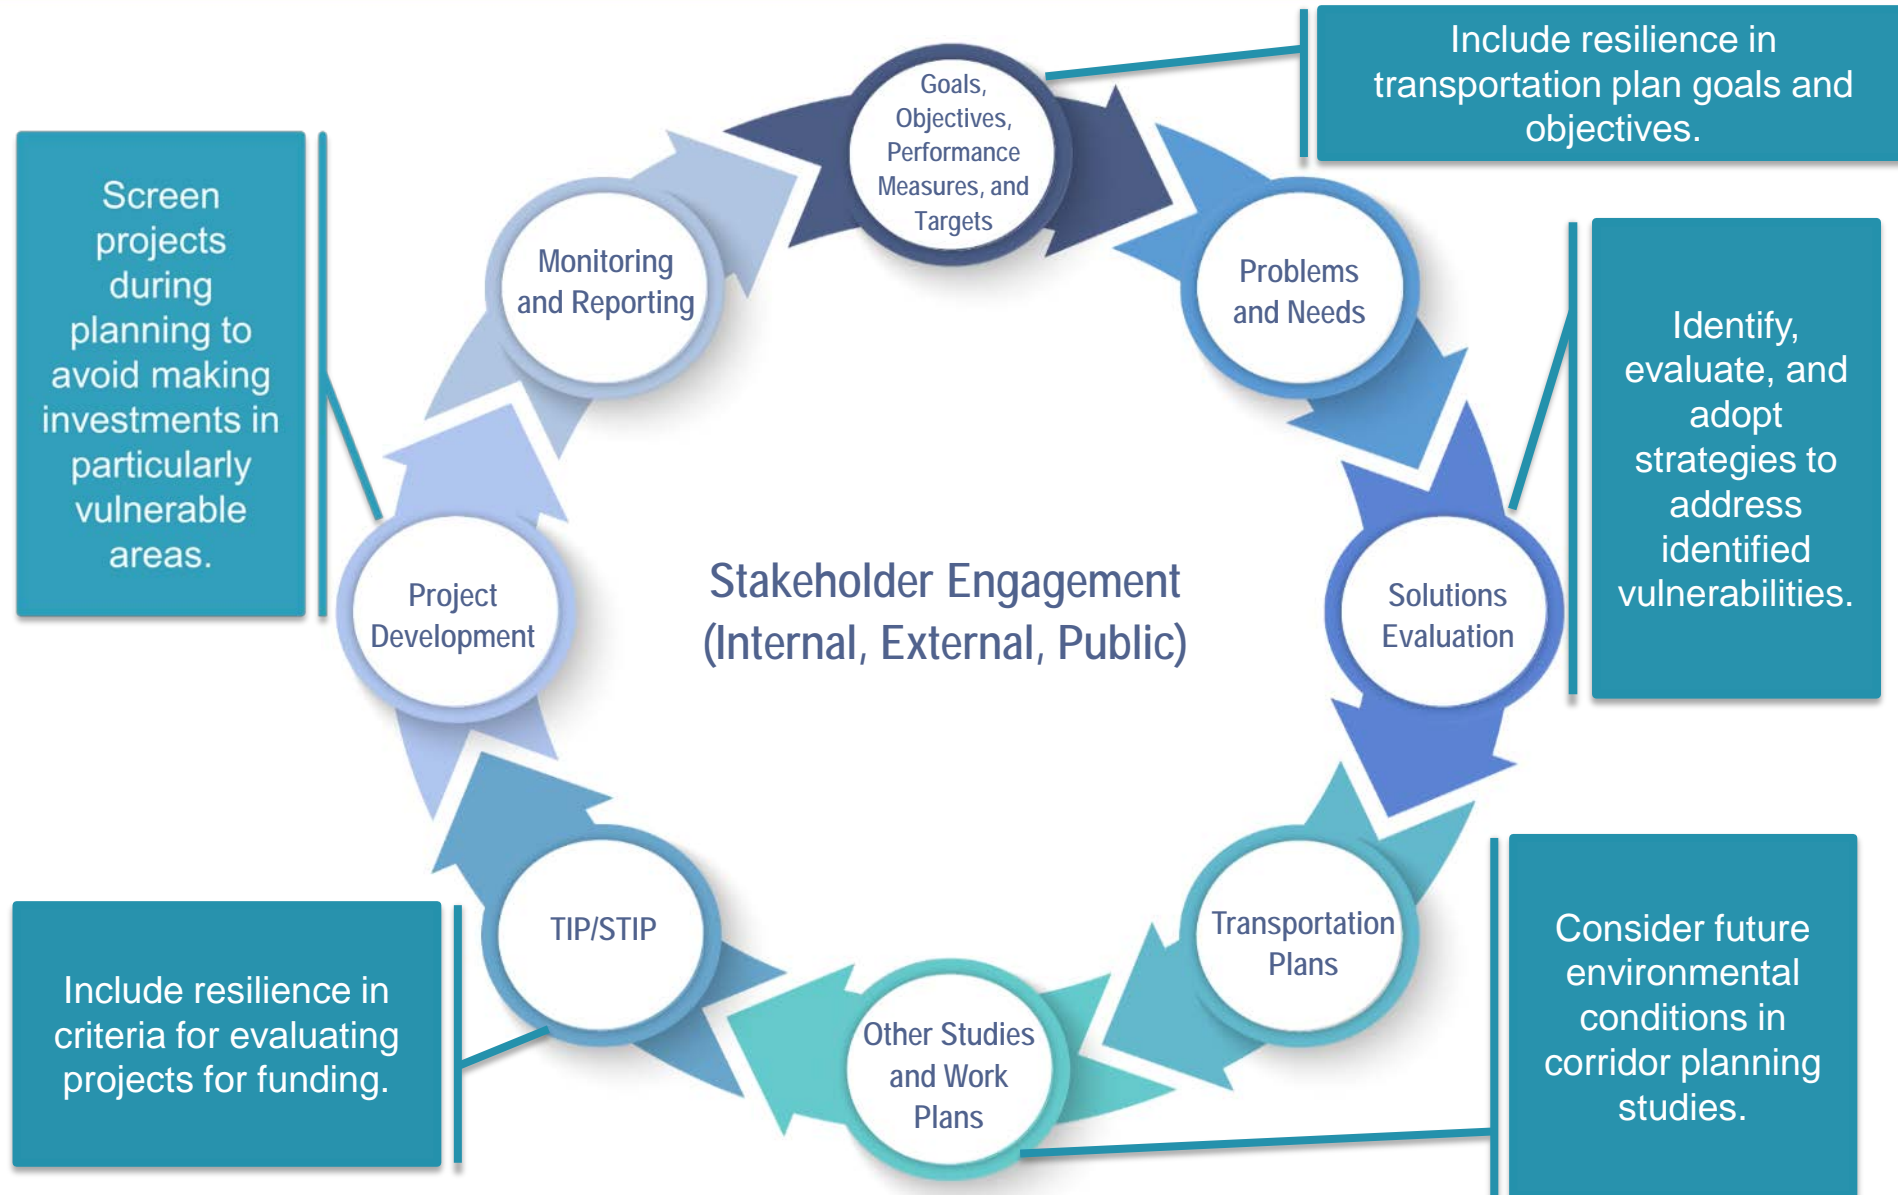 Goals,
Objectives,
Performance
Measures, and
Targets
Include resilience in
transportation plan goals and
objectives.
Problems
and Needs
Identify,
evaluate, and
adopt
strategies to
address
identified
vulnerabilities.
Solutions
Evaluation
Transportation
Plans
Consider future
environmental
conditions in
corridor planning
studies.
Other Studies
and Work
Plans
TIP/STIP
Include resilience in
criteria for evaluating
projects for funding.
Project
Development
Screen
projects
during
planning to
avoid making
investments in
particularly
vulnerable
areas.
Monitoring
and Reporting
Stakeholder Engagement
(Internal, External, Public)